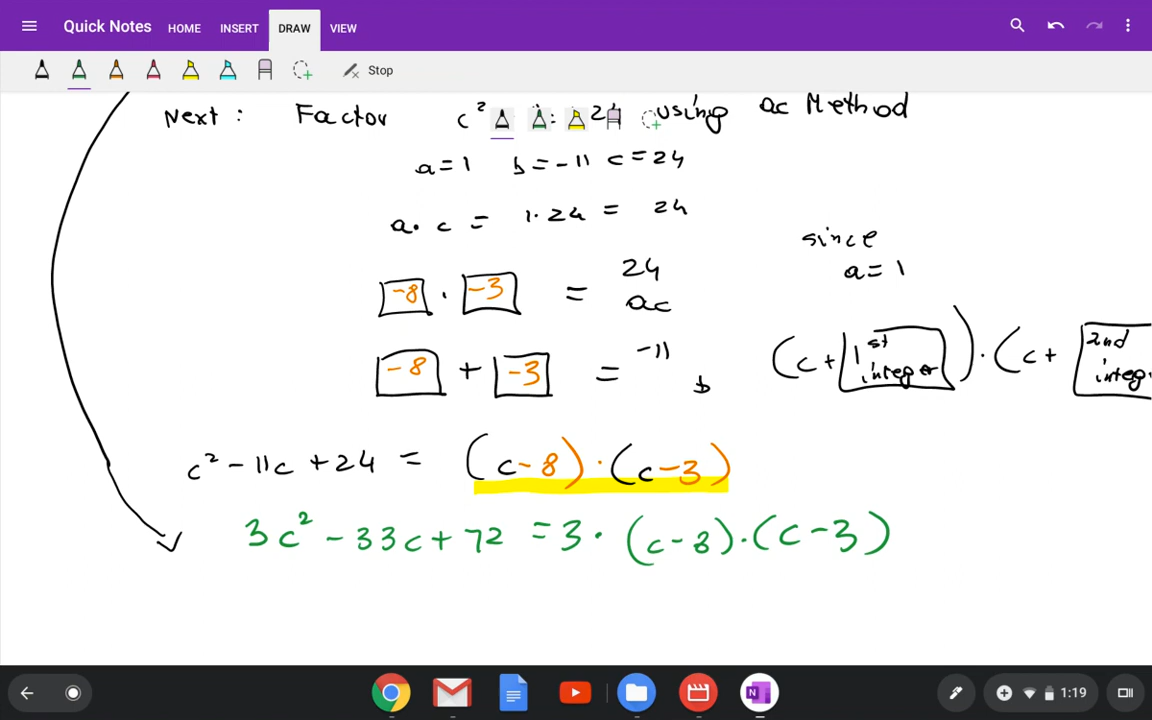 Quick Notes HOME INSERT DRAW VIEW
Stop
Next : Factor c² 24 using ac Method
a=1 b=-11 c=24
a. c = 1.24 = 24
since
a=1
-8 . -3 = 24
ac
-8 + -3 = -11
b
(c+ 1st integer) . (c+ 2nd integ
c² - 11c + 24 = (c-8) . (c-3)
3c² - 33c + 72 = 3 . (c-8) . (c-3)
1:19